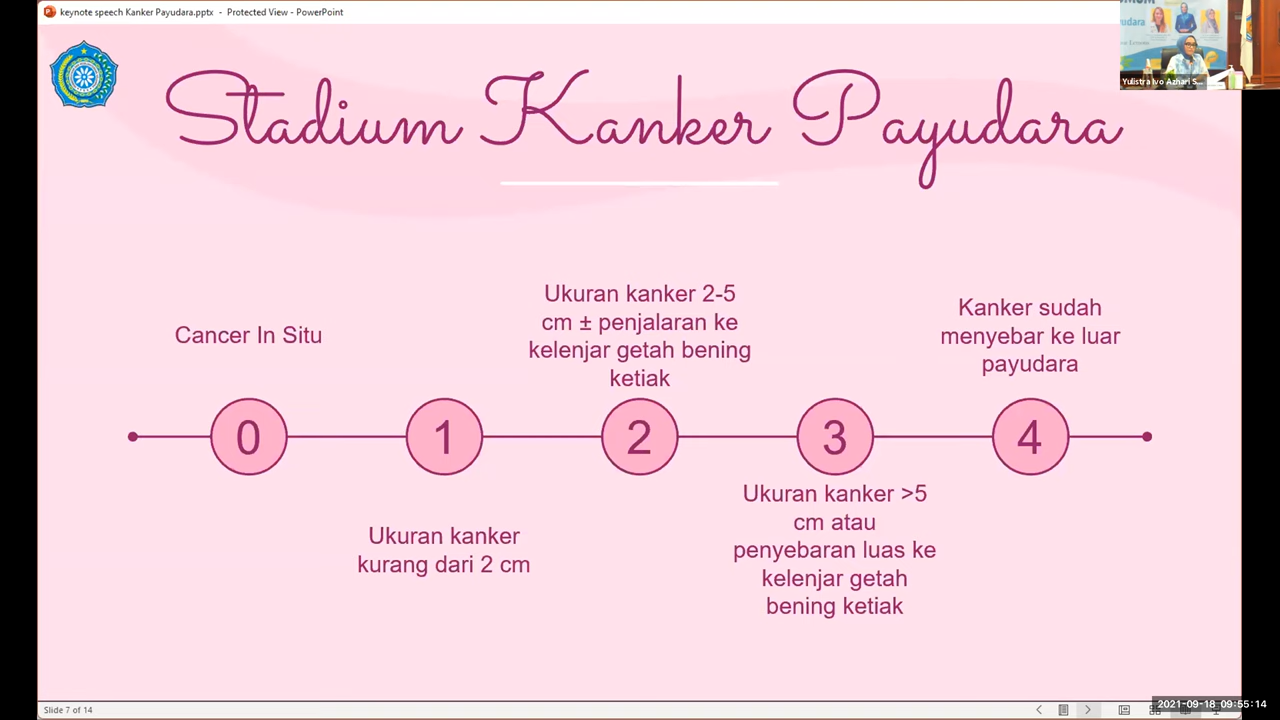 keynote speech Kanker Payudara.pptx - Protected View - PowerPoint
Yulistra Ivo Azhari S...
Stadium Kanker Payudara
Cancer In Situ
Ukuran kanker 2-5
cm ± penjalaran ke
kelenjar getah bening
ketiak
Kanker sudah
menyebar ke luar
payudara
0
1
2
3
4
Ukuran kanker
kurang dari 2 cm
Ukuran kanker >5
cm atau
penyebaran luas ke
kelenjar getah
bening ketiak
Slide 7 of 14
2021-09-18 09:55:14